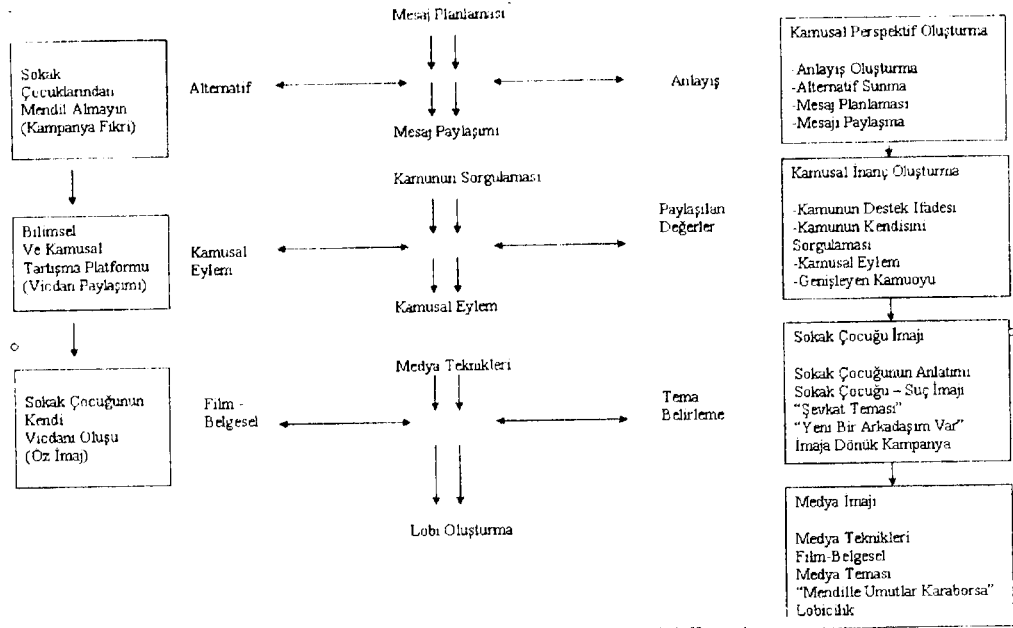 Mesaj Planlaması
Sokak
Çocuklarından
Mendil Almayın
(Kampanya Fikri)
Alternatif
Anlayış
Mesaj Paylaşımı
Kamusal Perspektif Oluşturma
-Anlayış Oluşturma
-Alternatif Sunma
-Mesaj Planlaması
-Mesajı Paylaşma
Kamunun Sorgulaması
Bilimsel
Ve Kamusal
Tartışma Platformu
(Vicdan Paylaşımı)
Kamusal
Eylem
Paylaşılan
Değerler
Kamusal Eylem
Kamusal İnanç Oluşturma
-Kamunun Destek İfadesi
-Kamunun Kendisini
Sorgulaması
-Kamusal Eylem
-Genişleyen Kamuoyu
Medya Teknikleri
Sokak Çocuğunun
Kendi
Vicdanı Oluşu
(Öz İmaj)
Film -
Belgesel
Tema
Belirleme
Lobi Oluşturma
Sokak Çocuğu İmajı
Sokak Çocuğunun Anlatımı
Sokak Çocuğu – Suç İmajı
“Şevkat Teması”
“Yeni Bir Arkadaşım Var”
İmaja Dönük Kampanya
Medya İmajı
Medya Teknikleri
Film-Belgesel
Medya Teması
“Mendille Umutlar Karaborsa”
Lobicilik